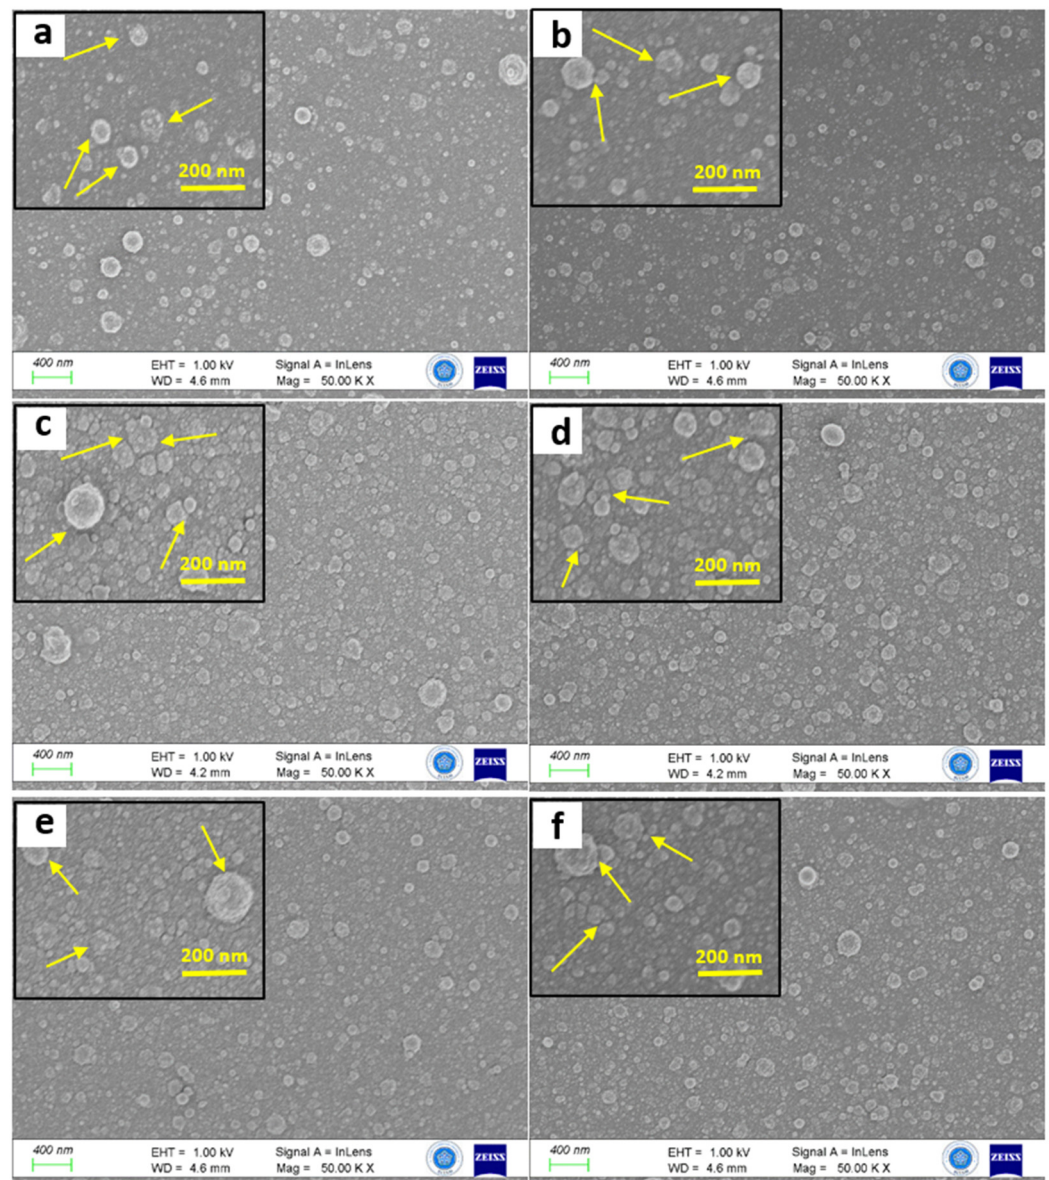 a
200 nm
400 nm
EHT = 1.00 kV
WD = 4.6 mm
Signal A = InLens
Mag = 50.00 K X
ZEISS
b
200 nm
400 nm
EHT = 1.00 kV
WD = 4.6 mm
Signal A = InLens
Mag = 50.00 K X
ZEISS
c
200 nm
400 nm
EHT = 1.00 kV
WD = 4.2 mm
Signal A = InLens
Mag = 50.00 K X
ZEISS
d
200 nm
400 nm
EHT = 1.00 kV
WD = 4.2 mm
Signal A = InLens
Mag = 50.00 K X
ZEISS
e
200 nm
400 nm
EHT = 1.00 kV
WD = 4.6 mm
Signal A = InLens
Mag = 50.00 K X
ZEISS
f
200 nm
400 nm
EHT = 1.00 kV
WD = 4.6 mm
Signal A = InLens
Mag = 50.00 K X
ZEISS